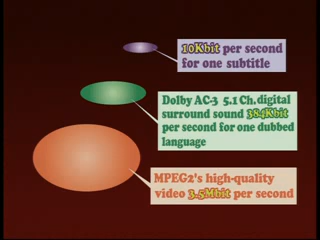 10Kbit per second
for one subtitle
Dolby AC-3 5.1 Ch, digital
surround sound 384Kbit
per second for one dubbed
language
MPEG2's high-quality
video 3.5Mbit per second